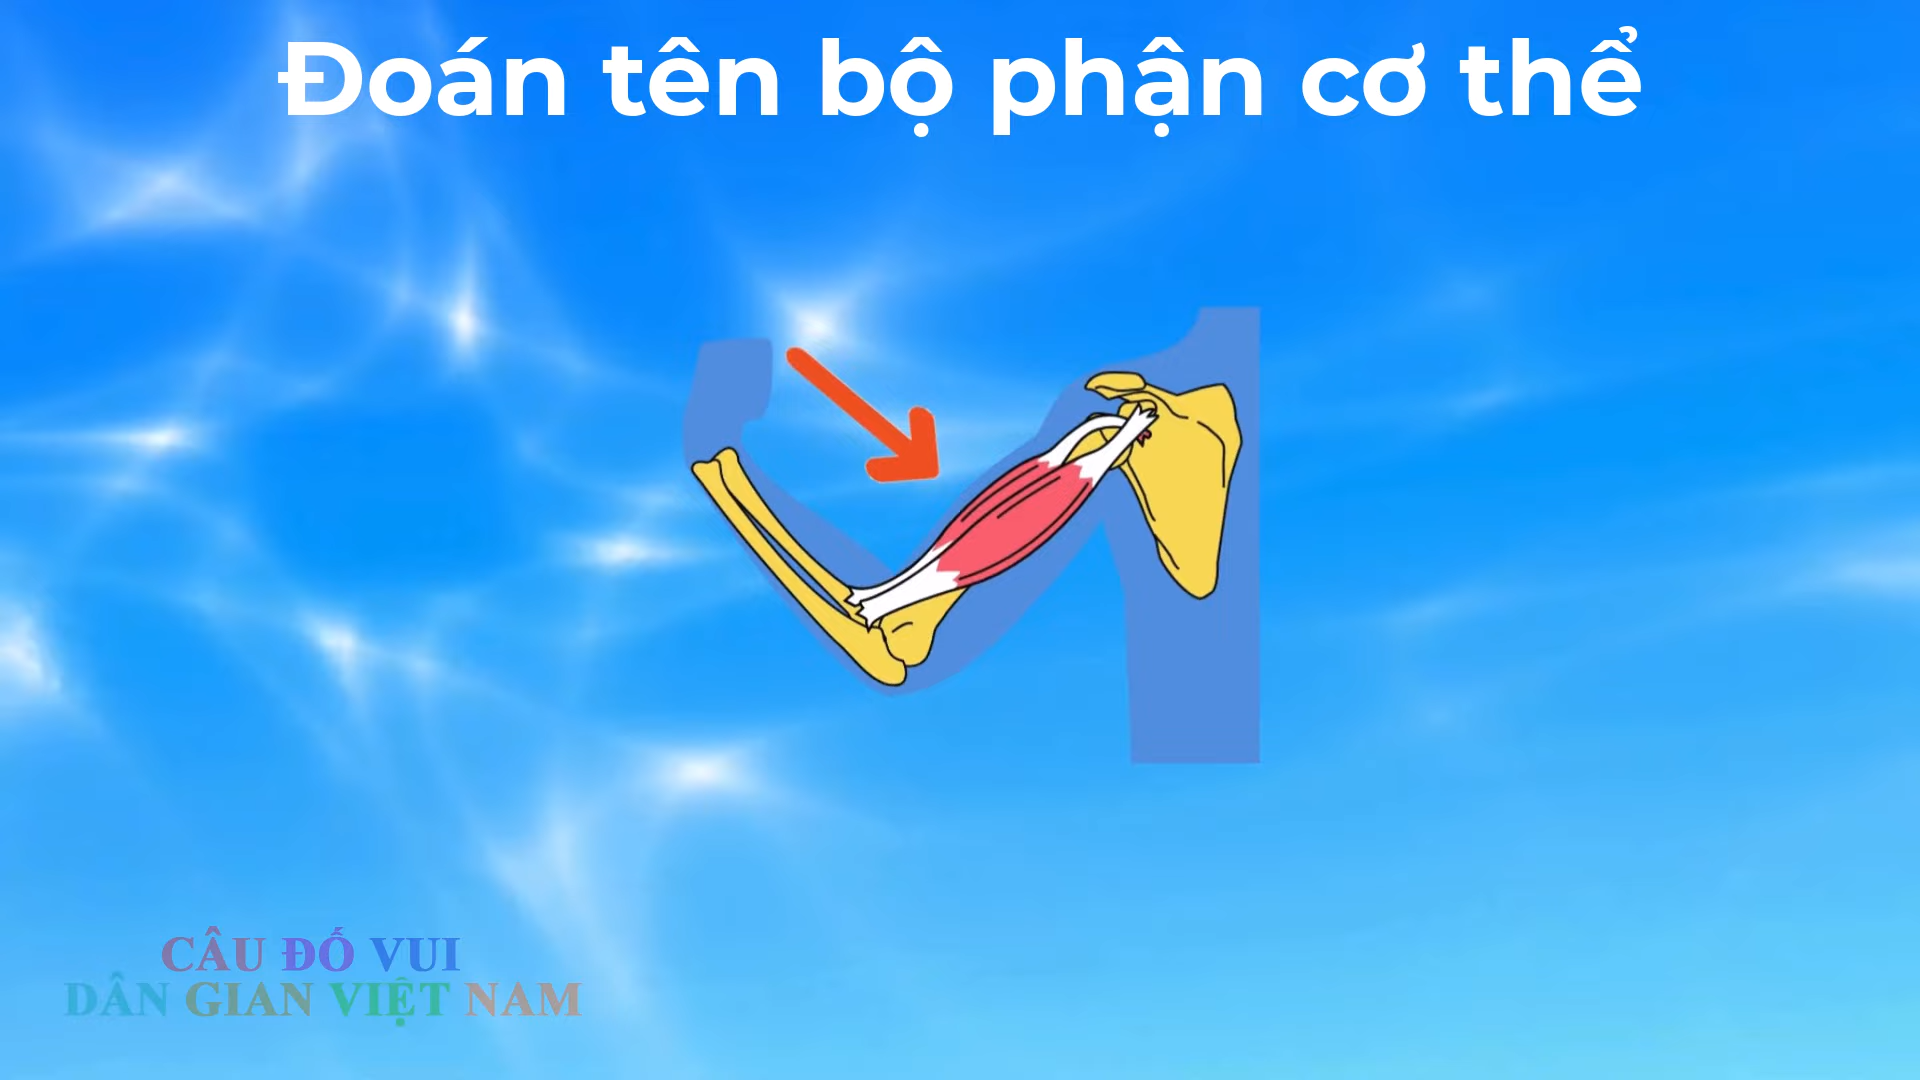 Đoán tên bộ phận cơ thể
CÂU ĐỐ VUI
DÂN GIAN VIỆT NAM